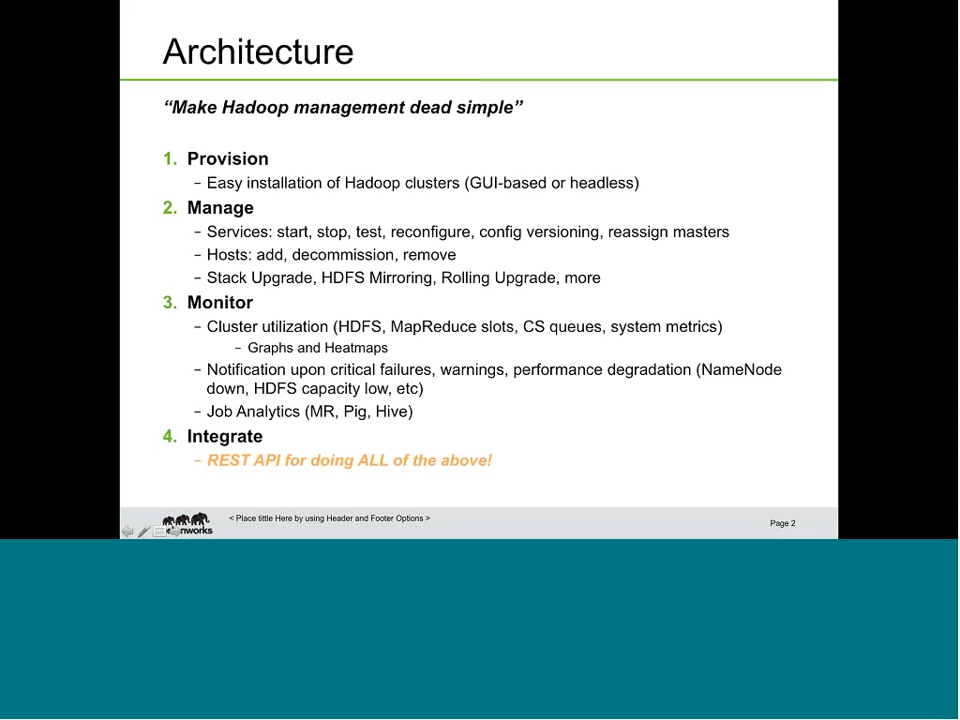 Architecture
“Make Hadoop management dead simple”
1. Provision
– Easy installation of Hadoop clusters (GUI-based or headless)
2. Manage
– Services: start, stop, test, reconfigure, config versioning, reassign masters
– Hosts: add, decommission, remove
– Stack Upgrade, HDFS Mirroring, Rolling Upgrade, more
3. Monitor
– Cluster utilization (HDFS, MapReduce slots, CS queues, system metrics)
– Graphs and Heatmaps
– Notification upon critical failures, warnings, performance degradation (NameNode
down, HDFS capacity low, etc)
– Job Analytics (MR, Pig, Hive)
4. Integrate
– REST API for doing ALL of the above!
< Place tittle Here by using Header and Footer Options >
Page 2